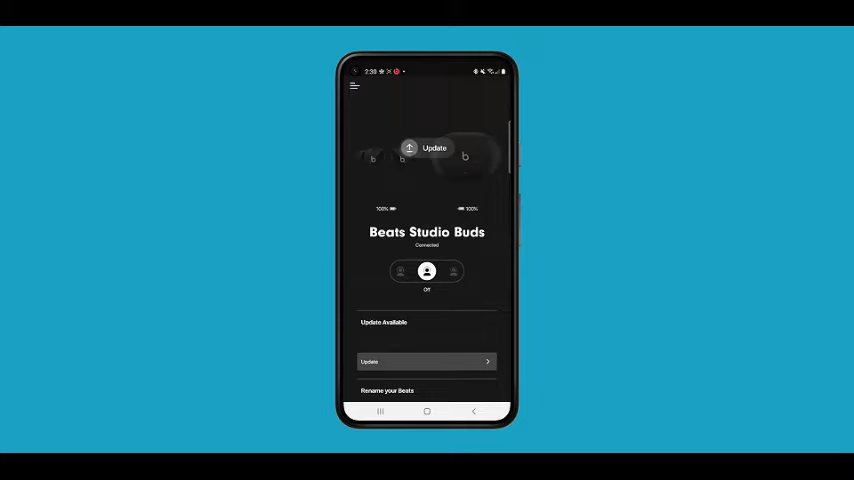 2:39
Update
100% 100%
Beats Studio Buds
Connected
Off
Update Available
Update
Rename your Beats